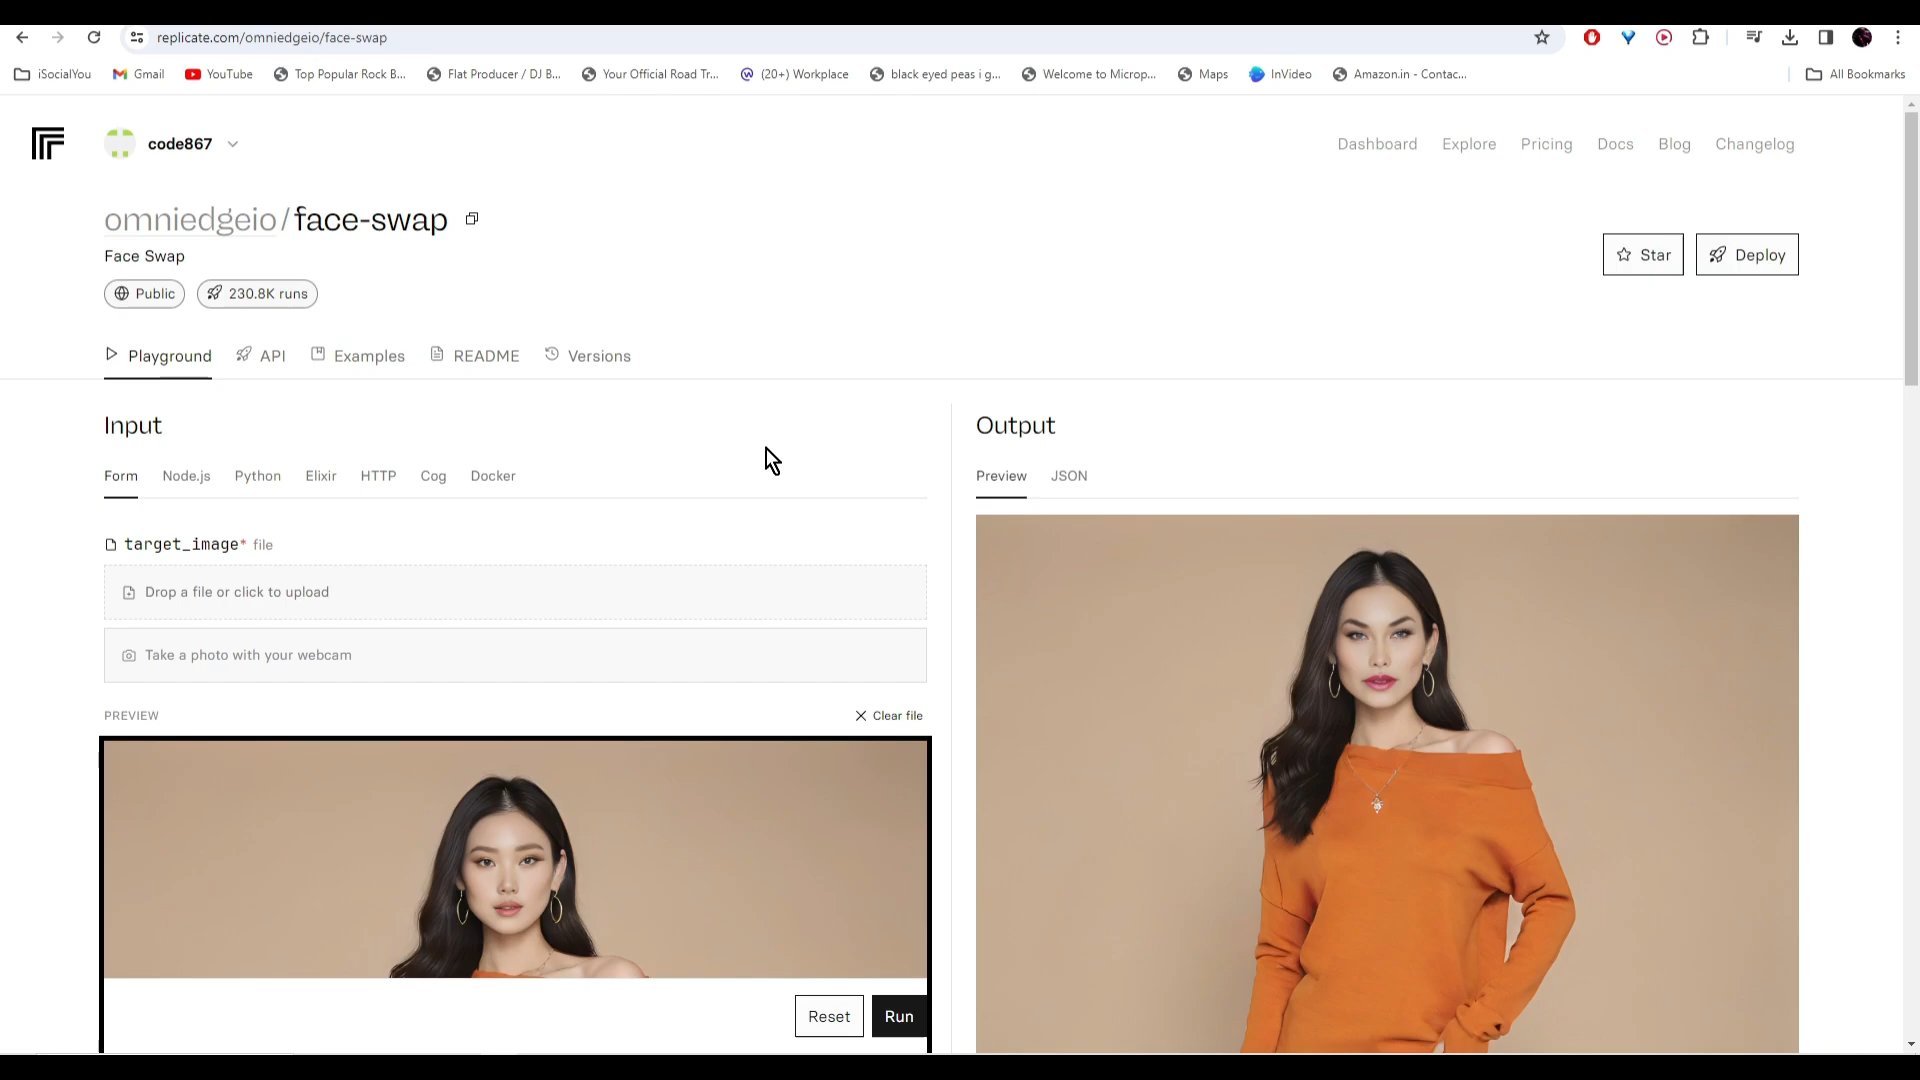 replicate.com/omniedgeio/face-swap
iSocialYou
Gmail
YouTube
Top Popular Rock B...
Flat Producer / DJ B...
Your Official Road Tr...
(20+) Workplace
black eyed peas i g...
Welcome to Microp...
Maps
InVideo
Amazon.in - Contac...
All Bookmarks
code867
Dashboard
Explore
Pricing
Docs
Blog
Changelog
omniedgeio/face-swap
Face Swap
Star
Deploy
Public
230.8K runs
Playground
API
Examples
README
Versions
Input
Form
Node.js
Python
Elixir
HTTP
Cog
Docker
target_image* file
Drop a file or click to upload
Take a photo with your webcam
PREVIEW
Clear file
Reset
Run
Output
Preview
JSON